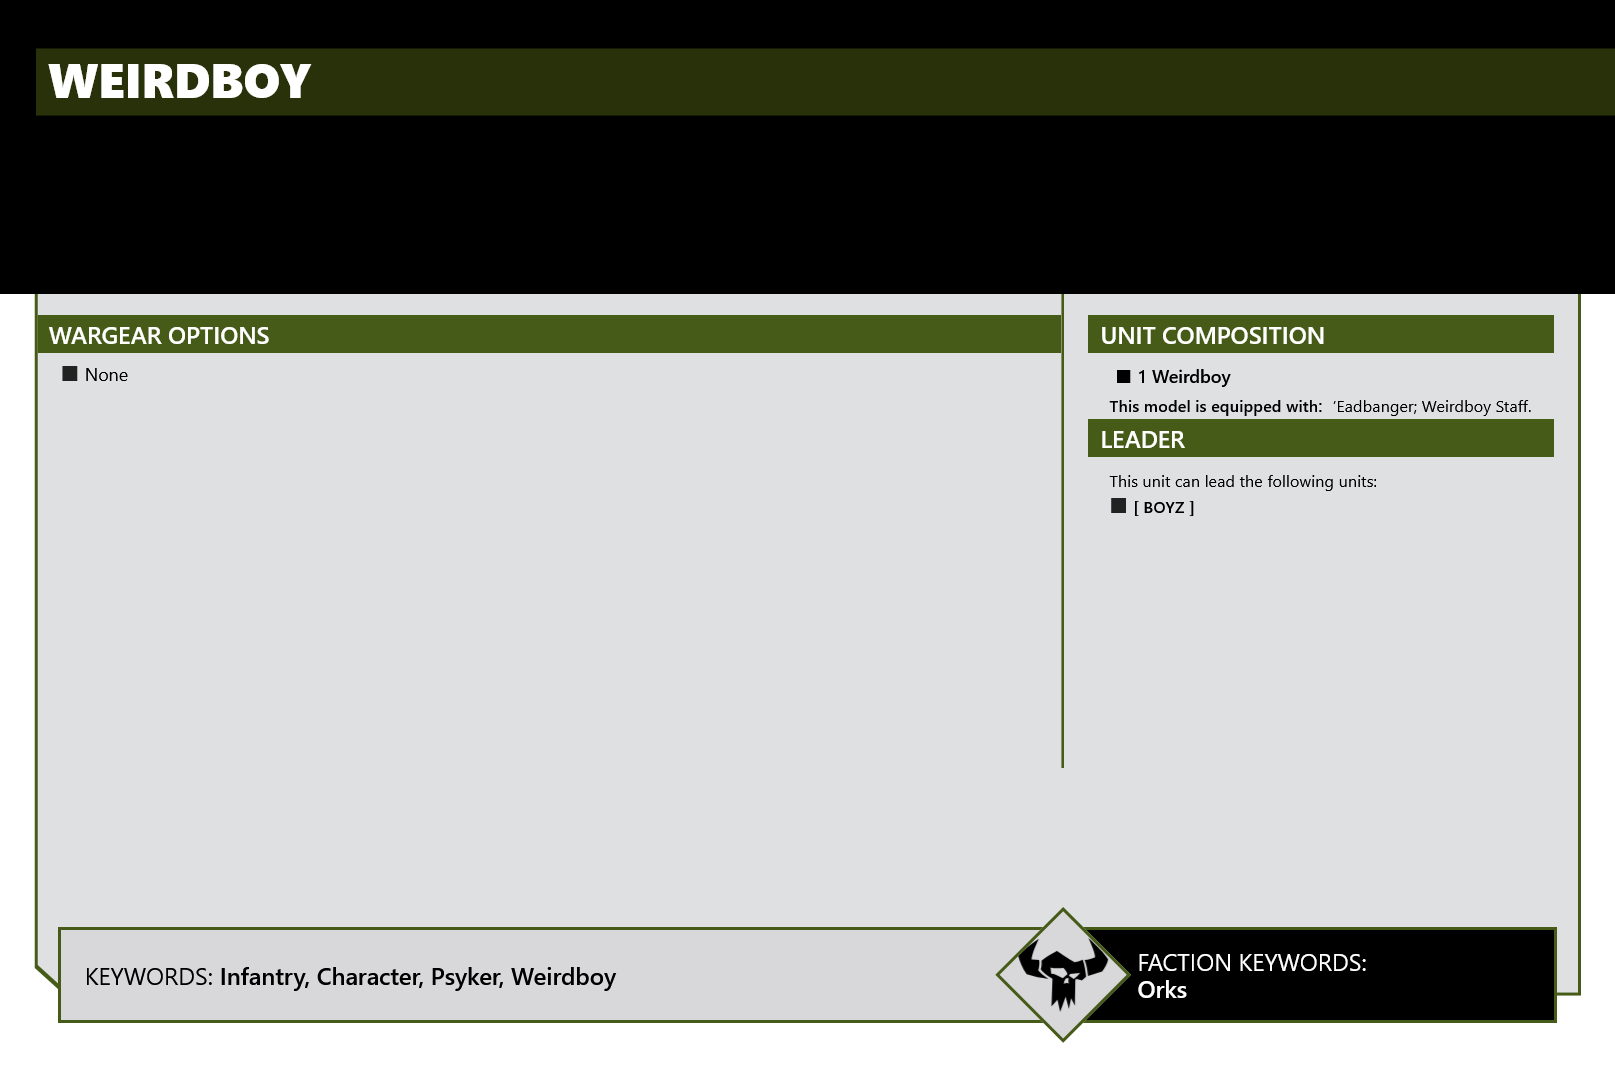 WEIRDBOY
WARGEAR OPTIONS
■ None
UNIT COMPOSITION
■ 1 Weirdboy
This model is equipped with: ’Eadbanger; Weirdboy Staff.
LEADER
This unit can lead the following units:
■ [ BOYZ ]
KEYWORDS: Infantry, Character, Psyker, Weirdboy
FACTION KEYWORDS:
Orks